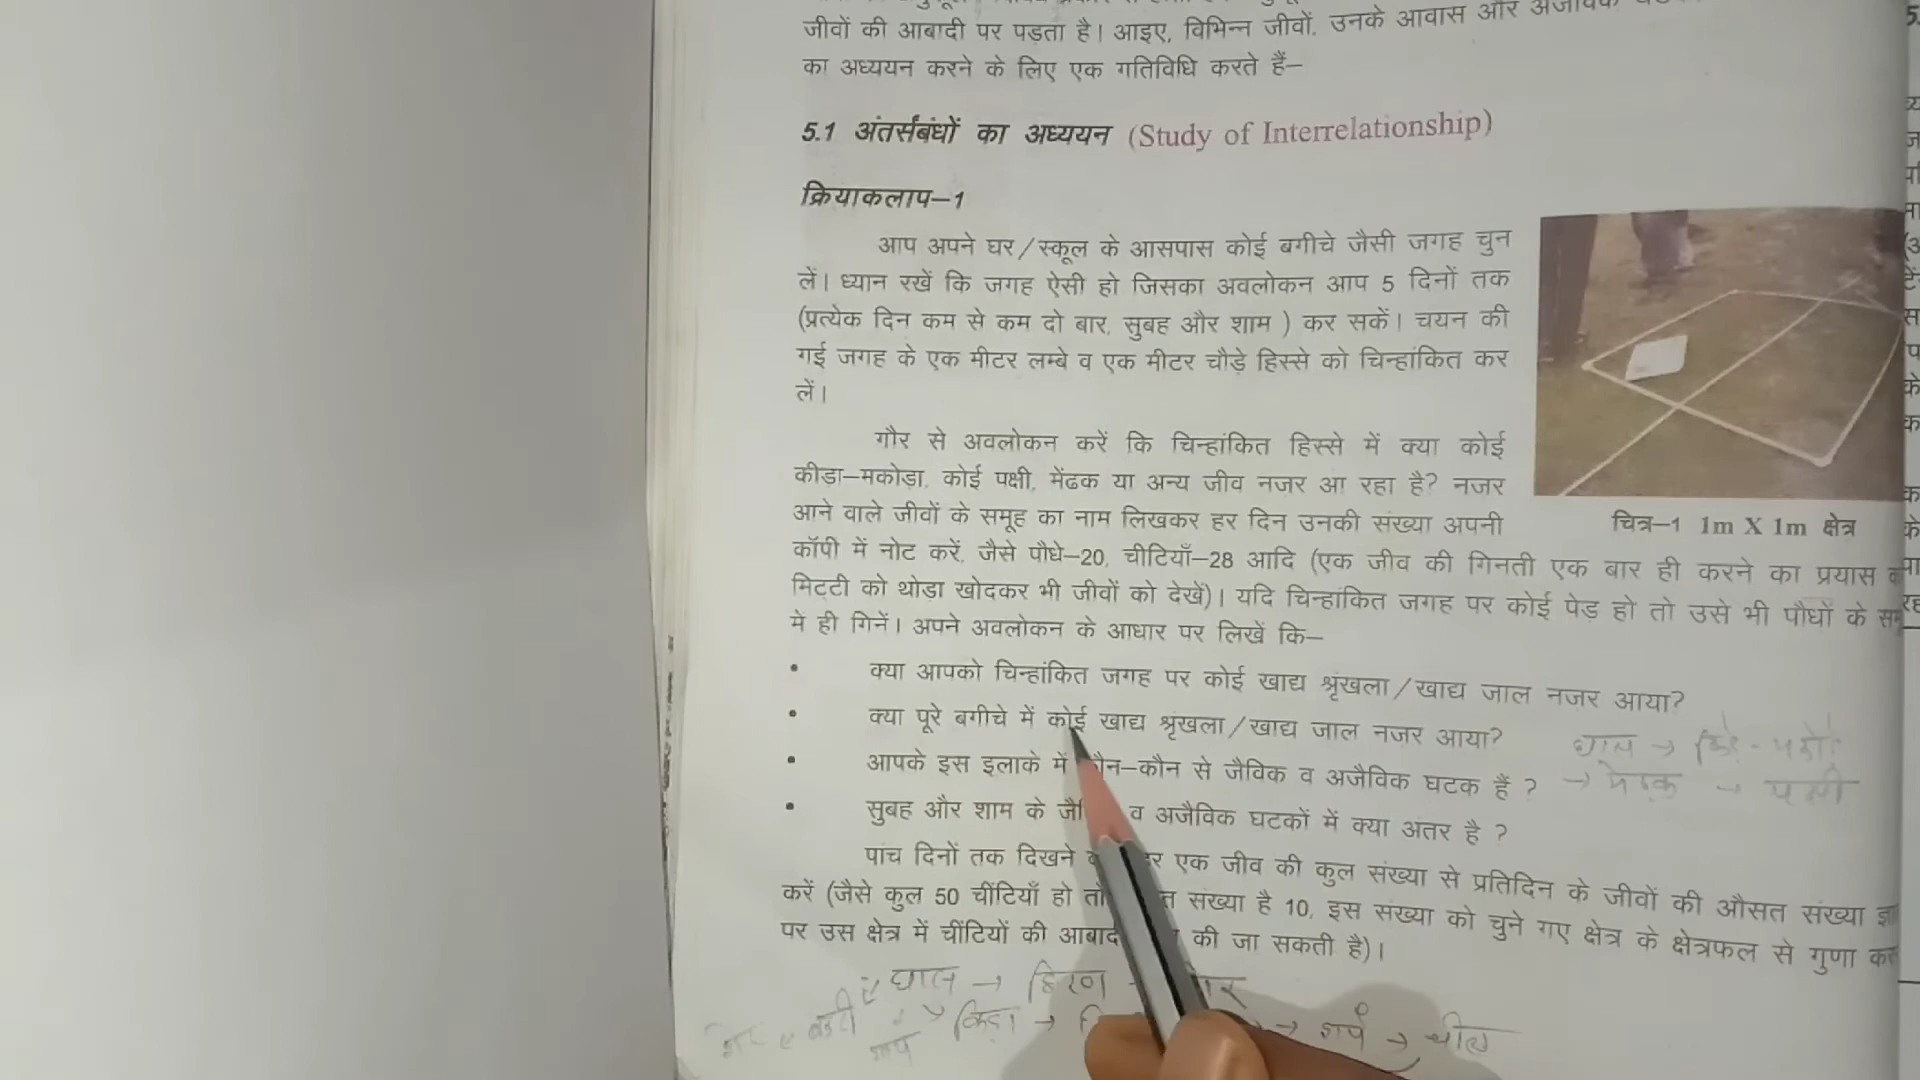 जीवों की आबादी पर पड़ता है। आइए, विभिन्न जीवों, उनके आवास और अजैविक
का अध्ययन करने के लिए एक गतिविधि करते हैं–
5.1 अंतर्संबंधों का अध्ययन (Study of Interrelationship)
क्रियाकलाप–1
आप अपने घर/स्कूल के आसपास कोई बगीचे जैसी जगह चुन
लें। ध्यान रखें कि जगह ऐसी हो जिसका अवलोकन आप 5 दिनों तक
(प्रत्येक दिन कम से कम दो बार, सुबह और शाम ) कर सकें। चयन की
गई जगह के एक मीटर लम्बे व एक मीटर चौड़े हिस्से को चिन्हांकित कर
लें।
गौर से अवलोकन करें कि चिन्हांकित हिस्से में क्या कोई
कीड़ा–मकोड़ा, कोई पक्षी, मेंढक या अन्य जीव नजर आ रहा है? नजर
आने वाले जीवों के समूह का नाम लिखकर हर दिन उनकी संख्या अपनी
चित्र–1 1m X 1m क्षेत्र
कॉपी में नोट करें, जैसे पौधे–20, चीटियाँ–28 आदि (एक जीव की गिनती एक बार ही करने का प्रयास
मिट्टी को थोड़ा खोदकर भी जीवों को देखें)। यदि चिन्हांकित जगह पर कोई पेड़ हो तो उसे भी पौधों के
में ही गिनें। अपने अवलोकन के आधार पर लिखें कि–
• क्या आपको चिन्हांकित जगह पर कोई खाद्य श्रृंखला/खाद्य जाल नजर आया?
• क्या पूरे बगीचे में कोई खाद्य श्रृंखला/खाद्य जाल नजर आया?
• आपके इस इलाके में कौन–कौन से जैविक व अजैविक घटक हैं ?
→ मेढक → पक्षी
• सुबह और शाम के व अजैविक घटकों में क्या अंतर है ?
पांच दिनों तक दिखने एक जीव की कुल संख्या से प्रतिदिन के जीवों की औसत संख्या
करें (जैसे कुल 50 चींटियाँ हो तो संख्या है 10, इस संख्या को चुने गए क्षेत्र के क्षेत्रफल से गुणा
पर उस क्षेत्र में चींटियों की की जा सकती है)।
घास → हिरण →
→ सर्प → चील